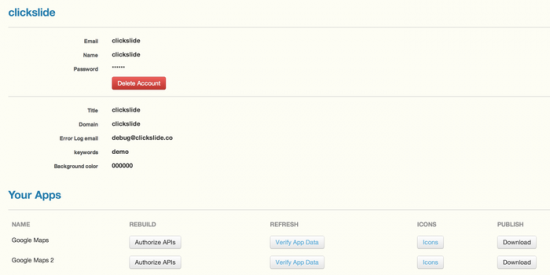 clickslide
Email clickslide
Name clickslide
Password ******
Delete Account
Title clickslide
Domain clickslide
Error Log email debug@clickslide.co
keywords demo
Background color 000000
Your Apps
NAME REBUILD REFRESH ICONS PUBLISH
Google Maps Authorize APIs Verify App Data Icons Download
Google Maps 2 Authorize APIs Verify App Data Icons Download